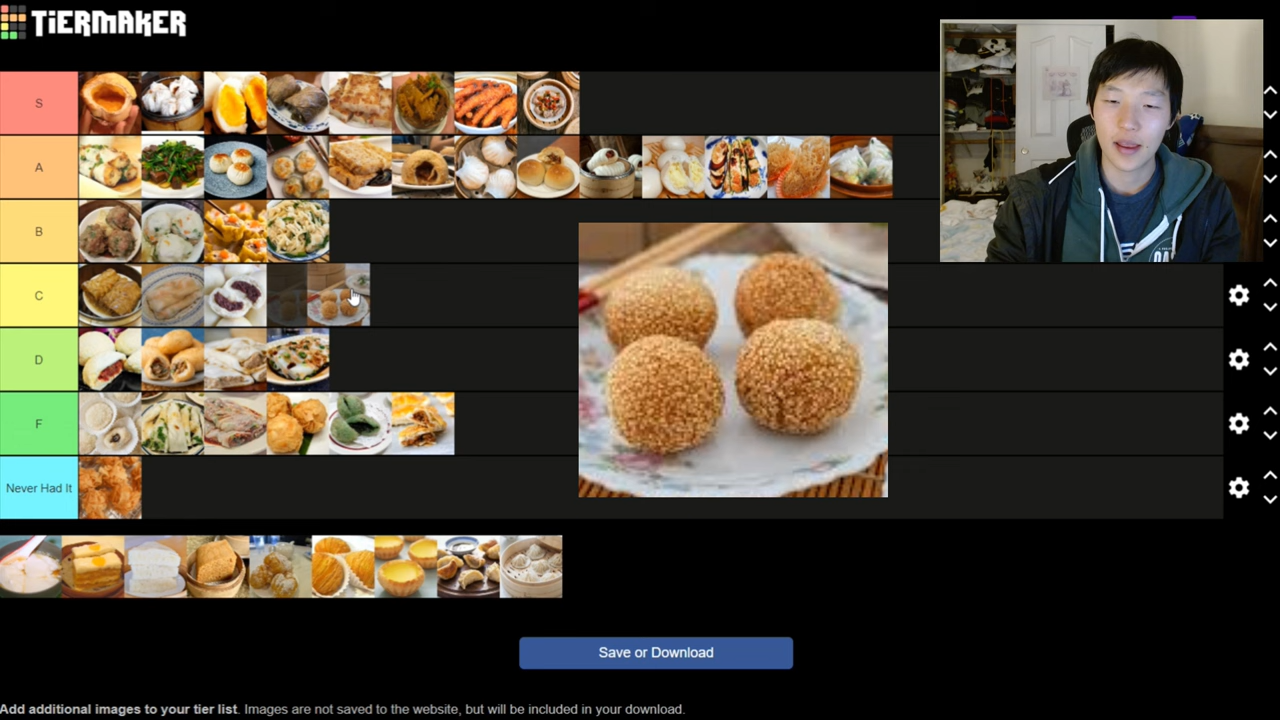 TiERMAKER
S
A
B
C
D
F
Never Had It
Save or Download
Add additional images to your tier list. Images are not saved to the website, but will be included in your download.